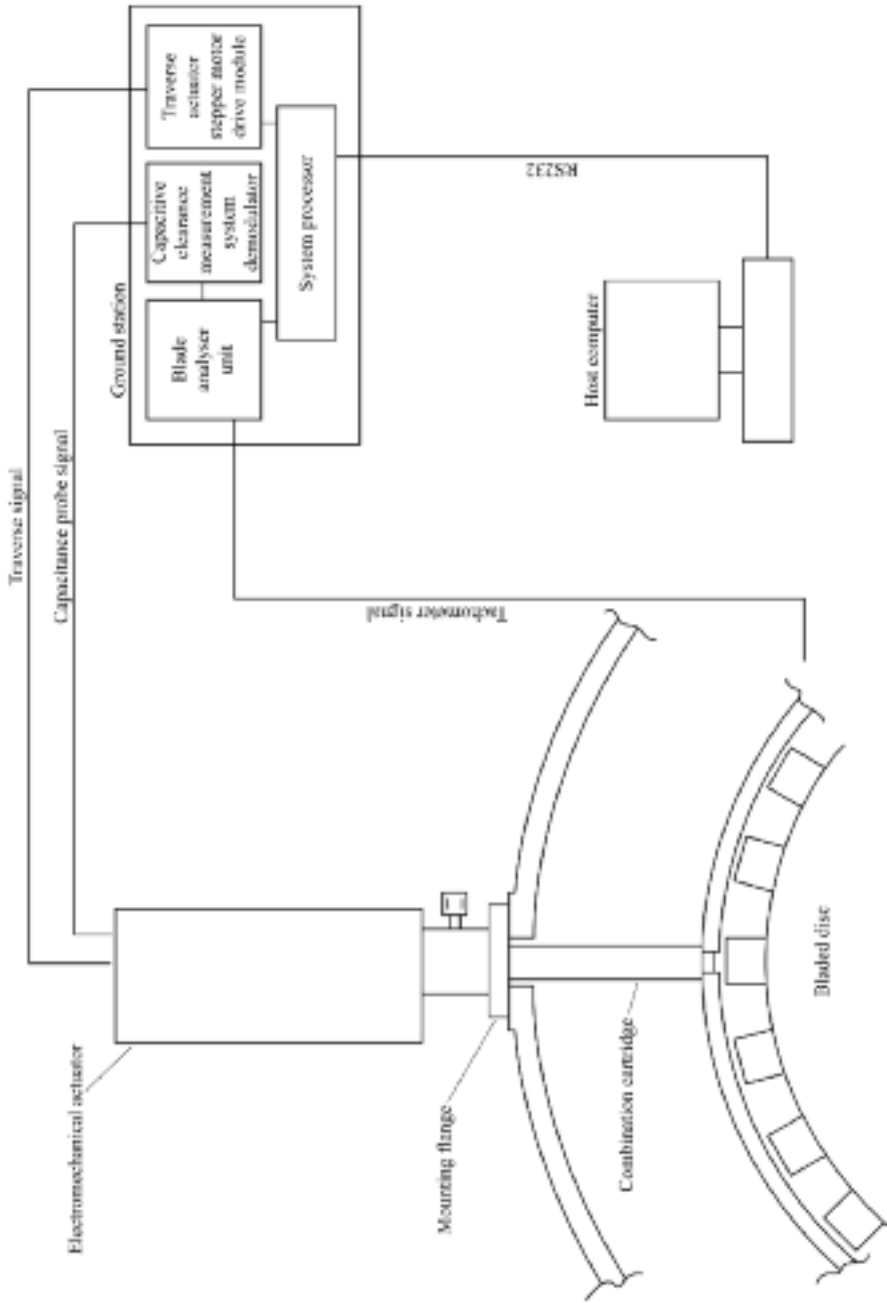 Traverse signal
Capacitance probe signal
Electromechanical actuator
Ground station
Blade
analyser
unit
Capacitive
clearance
measurement
system
demodulator
Traverse
actuator
stepper motor
drive module
System processor
RS232
Host computer
Tachometer signal
Mounting flange
Combination cartridge
Bladed disc